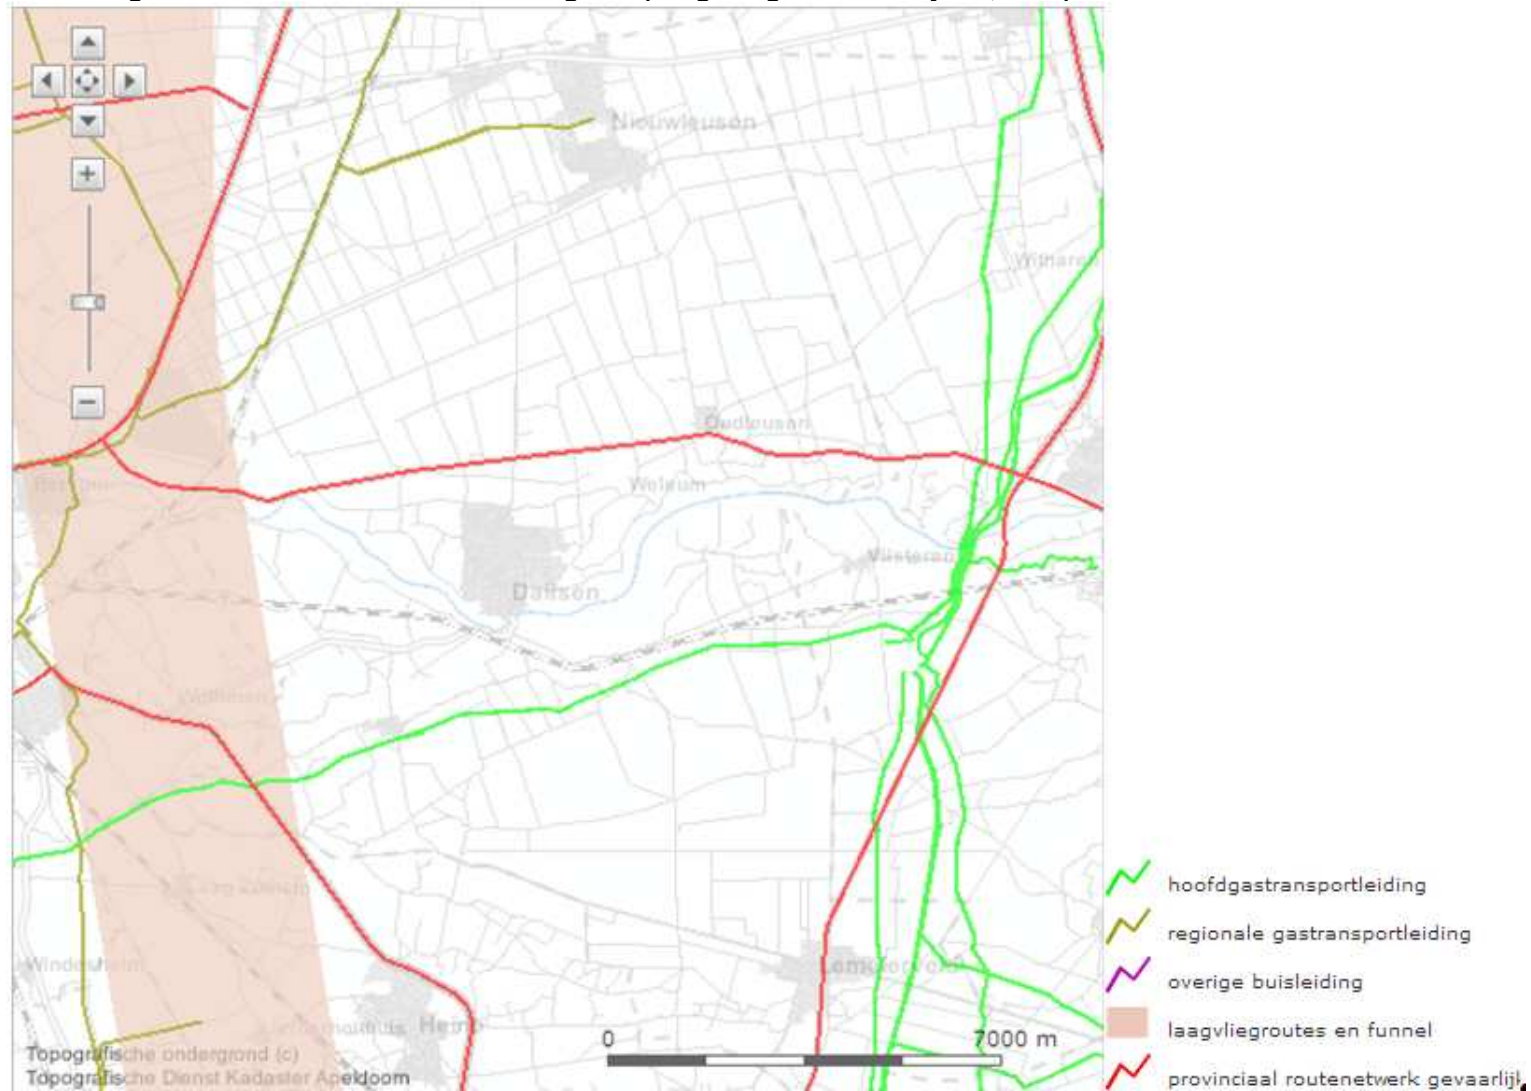 Nieuwleusen
Witharen
Oudleusen
Welsum
Vilsteren
Dalfsen
Windesheim
Lemelerveld
Heino
0 7000 m
Topografische ondergrond (c)
Topografische Dienst Kadaster Apeldoorn
hoofdgastransportleiding
regionale gastransportleiding
overige buisleiding
laagvliegroutes en funnel
provinciaal routenetwerk gevaarlijk